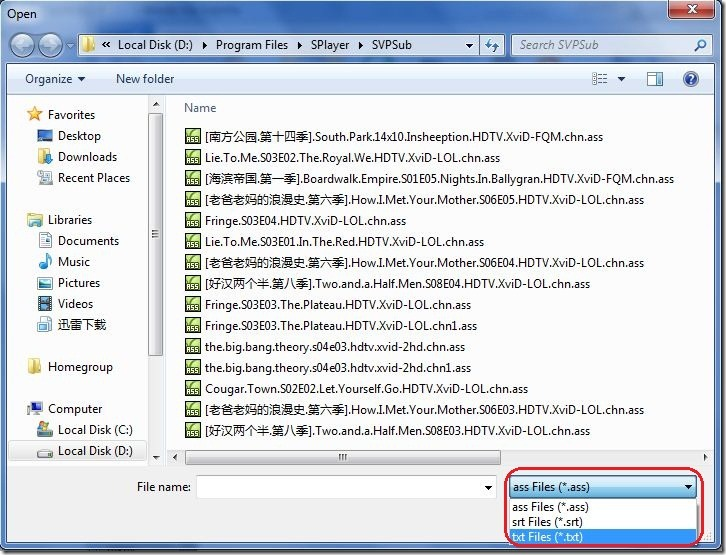 Open
« Local Disk (D:) ▸ Program Files ▸ SPlayer ▸ SVPSub
Search SVPSub
Organize
New folder
Favorites
Desktop
Downloads
Recent Places
Libraries
Documents
Music
Pictures
Videos
迅雷下载
Homegroup
Computer
Local Disk (C:)
Local Disk (D:)
Name
[南方公园.第十四季].South.Park.14x10.Insheeption.HDTV.XviD-FQM.chn.ass
Lie.To.Me.S03E02.The.Royal.We.HDTV.XviD-LOL.chn.ass
[海滨帝国.第一季].Boardwalk.Empire.S01E05.Nights.In.Ballygran.HDTV.XviD-FQM.chn.ass
[老爸老妈的浪漫史.第六季].How.I.Met.Your.Mother.S06E05.HDTV.XviD-LOL.chn.ass
Fringe.S03E04.HDTV.XviD-LOL.chn.ass
Lie.To.Me.S03E01.In.The.Red.HDTV.XviD-LOL.chn.ass
[老爸老妈的浪漫史.第六季].How.I.Met.Your.Mother.S06E04.HDTV.XviD-LOL.chn.ass
[好汉两个半.第八季].Two.and.a.Half.Men.S08E04.HDTV.XviD-LOL.chn.ass
Fringe.S03E03.The.Plateau.HDTV.XviD-LOL.chn.ass
Fringe.S03E03.The.Plateau.HDTV.XviD-LOL.chn1.ass
the.big.bang.theory.s04e03.hdtv.xvid-2hd.chn.ass
the.big.bang.theory.s04e03.hdtv.xvid-2hd.chn1.ass
Cougar.Town.S02E02.Let.Yourself.Go.HDTV.XviD-LOL.chn.ass
[老爸老妈的浪漫史.第六季].How.I.Met.Your.Mother.S06E03.HDTV.XviD-LOL.chn.ass
[好汉两个半.第八季].Two.and.a.Half.Men.S08E03.HDTV.XviD-LOL.chn.ass
File name:
ass Files (*.ass)
ass Files (*.ass)
srt Files (*.srt)
txt Files (*.txt)